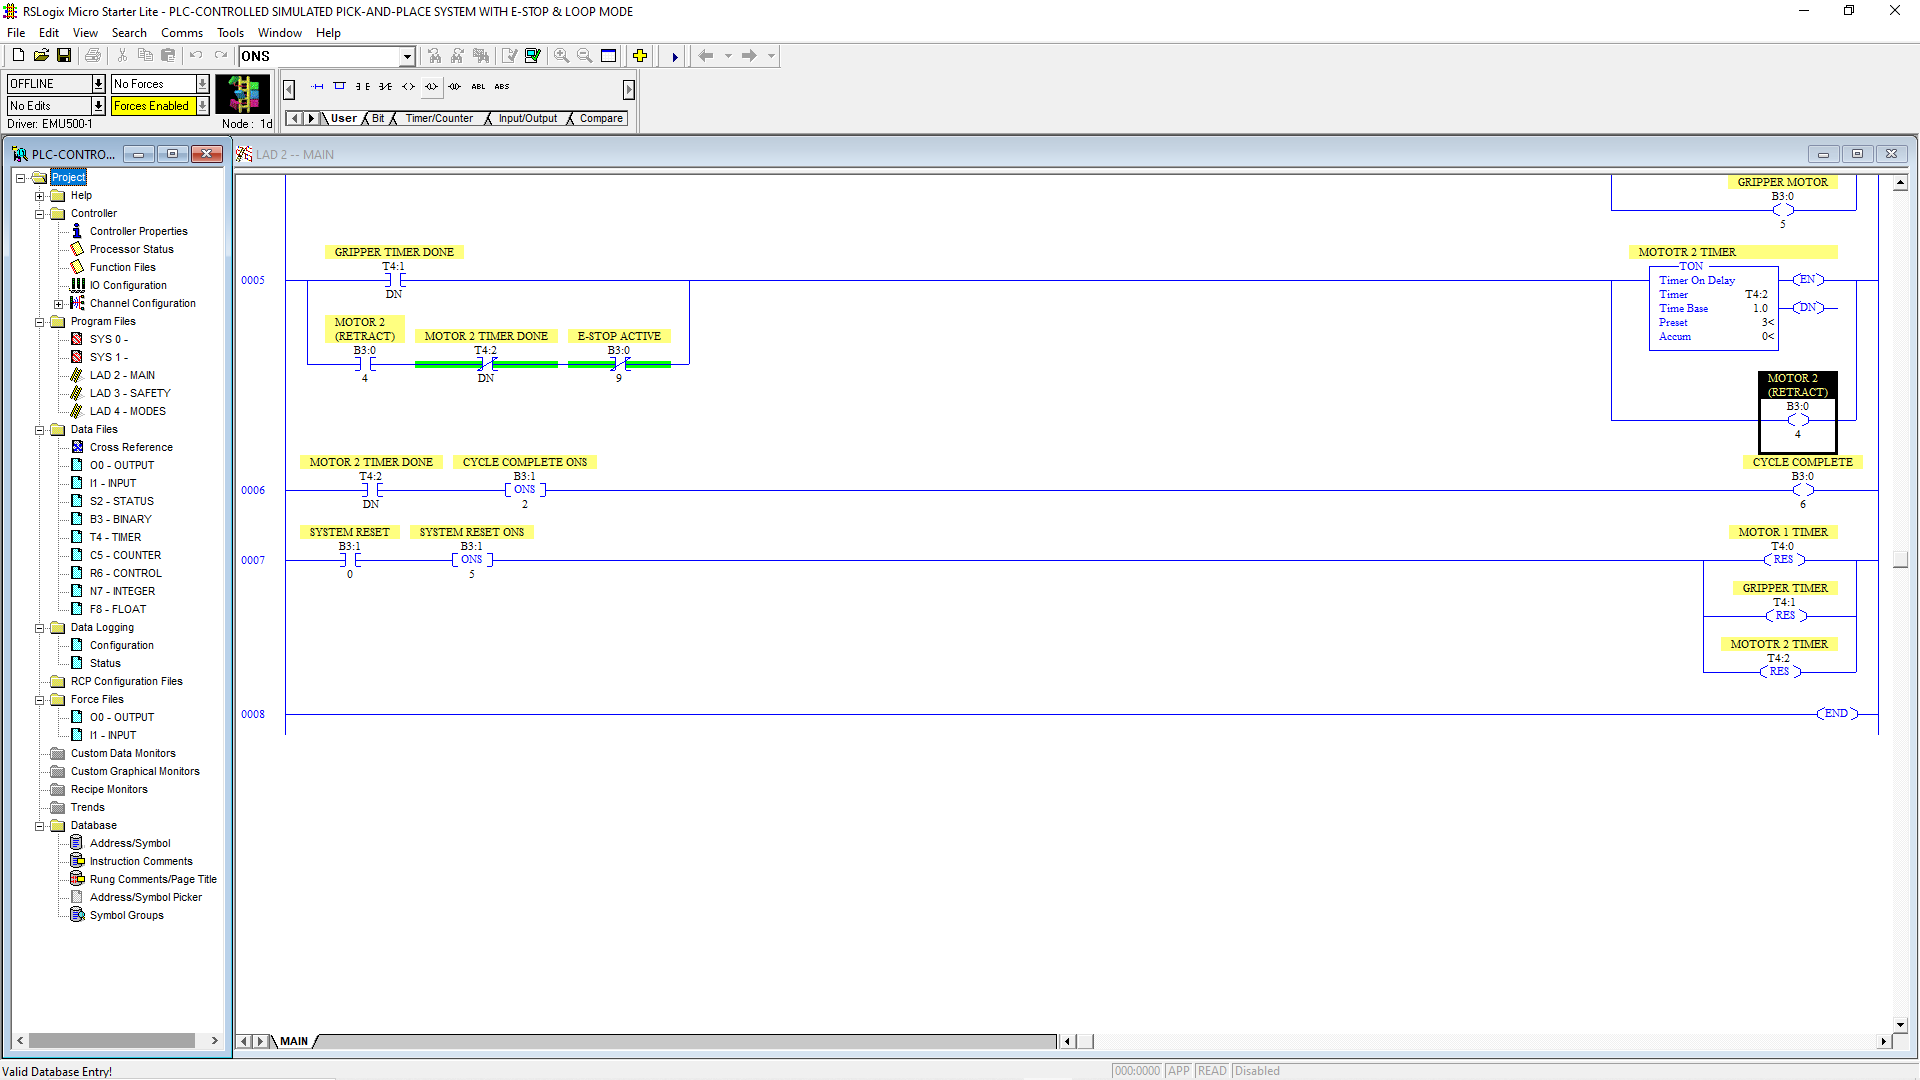 RSLogix Micro Starter Lite - PLC-CONTROLLED SIMULATED PICK-AND-PLACE SYSTEM WITH E-STOP & LOOP MODE
File Edit View Search Comms Tools Window Help
ONS
OFFLINE No Forces
No Edits Forces Enabled
Driver: EMU500-1 Node : 1d
ABL ABS
User Bit Timer/Counter Input/Output Compare
PLC-CONTRO...
Project
Help
Controller
Controller Properties
Processor Status
Function Files
IO Configuration
Channel Configuration
Program Files
SYS 0 -
SYS 1 -
LAD 2 - MAIN
LAD 3 - SAFETY
LAD 4 - MODES
Data Files
Cross Reference
O0 - OUTPUT
I1 - INPUT
S2 - STATUS
B3 - BINARY
T4 - TIMER
C5 - COUNTER
R6 - CONTROL
N7 - INTEGER
F8 - FLOAT
Data Logging
Configuration
Status
RCP Configuration Files
Force Files
O0 - OUTPUT
I1 - INPUT
Custom Data Monitors
Custom Graphical Monitors
Recipe Monitors
Trends
Database
Address/Symbol
Instruction Comments
Rung Comments/Page Title
Address/Symbol Picker
Symbol Groups
LAD 2 -- MAIN
GRIPPER MOTOR
B3:0
5
0005
GRIPPER TIMER DONE
T4:1
DN
MOTOR 2
(RETRACT)
B3:0
4
MOTOR 2 TIMER DONE
T4:2
DN
E-STOP ACTIVE
B3:0
9
MOTOTR 2 TIMER
TON
Timer On Delay
Timer T4:2
Time Base 1.0
Preset 3<
Accum 0<
EN
DN
MOTOR 2
(RETRACT)
B3:0
4
0006
MOTOR 2 TIMER DONE
T4:2
DN
CYCLE COMPLETE ONS
B3:1
ONS
2
CYCLE COMPLETE
B3:0
6
0007
SYSTEM RESET
B3:1
0
SYSTEM RESET ONS
B3:1
ONS
5
MOTOR 1 TIMER
T4:0
RES
GRIPPER TIMER
T4:1
RES
MOTOTR 2 TIMER
T4:2
RES
0008
END
MAIN
Valid Database Entry!
000:0000 APP READ Disabled